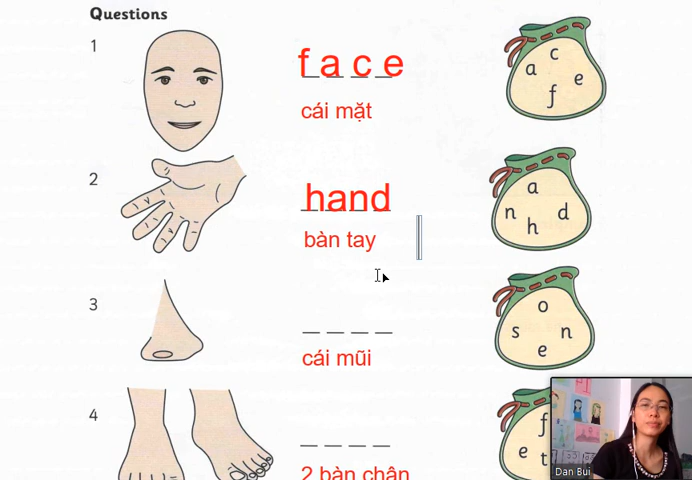 Questions
1
face
cái mặt
c
a
e
f
2
hand
bàn tay
a
n
d
h
3
_ _ _ _
cái mũi
o
s
n
e
4
_ _ _ _
2 bàn chân
f
e
t
Dan Bui